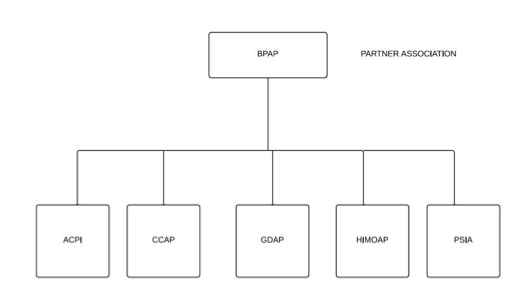 BPAP
PARTNER ASSOCIATION
ACPI
CCAP
GDAP
HIMOAP
PSIA